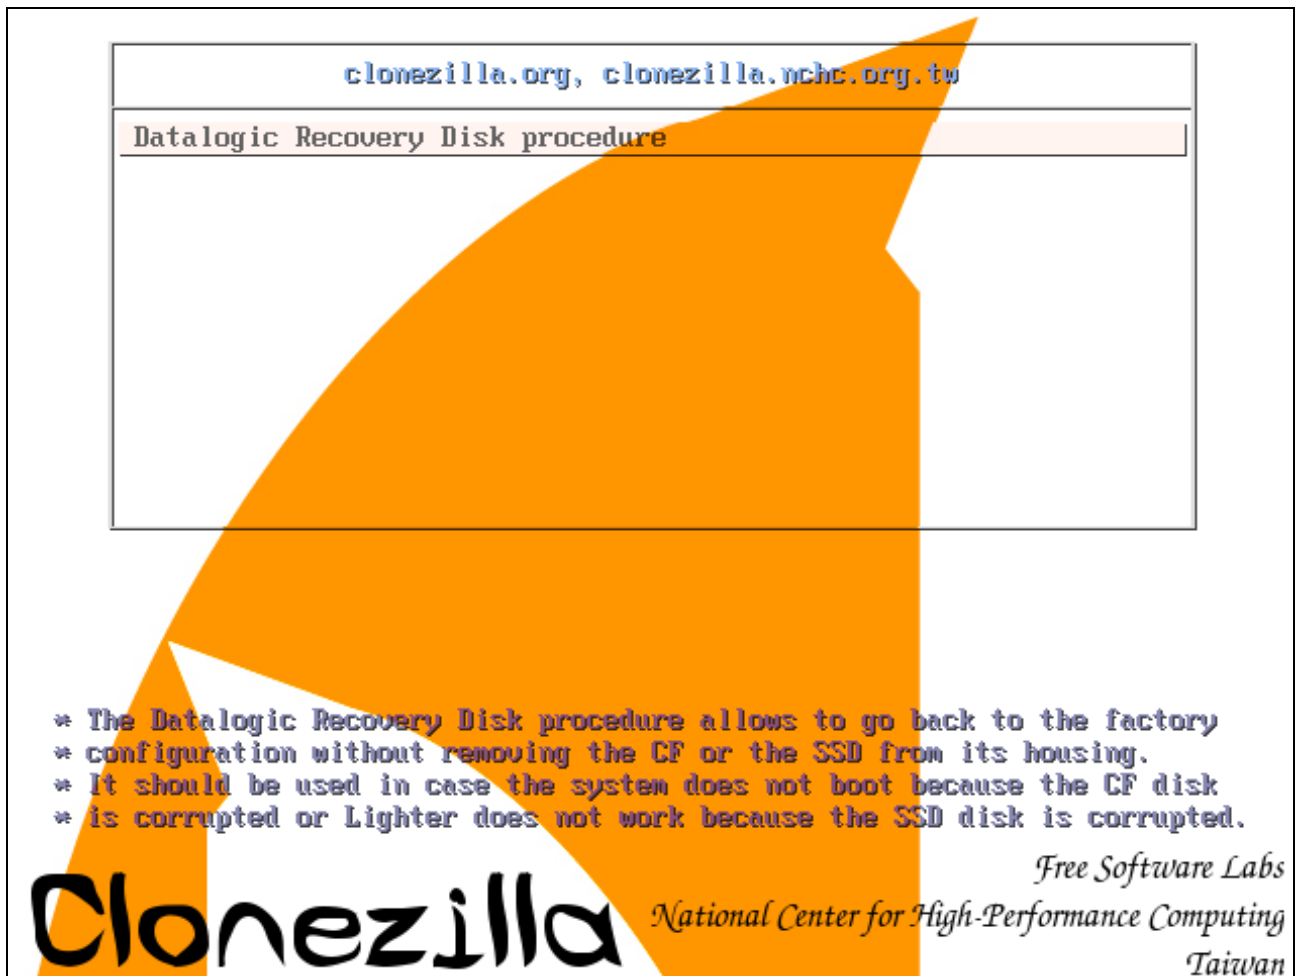 clonezilla.org, clonezilla.nchc.org.tw
Datalogic Recovery Disk procedure
* The Datalogic Recovery Disk procedure allows to go back to the factory
* configuration without removing the CF or the SSD from its housing.
* It should be used in case the system does not boot because the CF disk
* is corrupted or Lighter does not work because the SSD disk is corrupted.
Free Software Labs
Clonezilla
National Center for High-Performance Computing
Taiwan